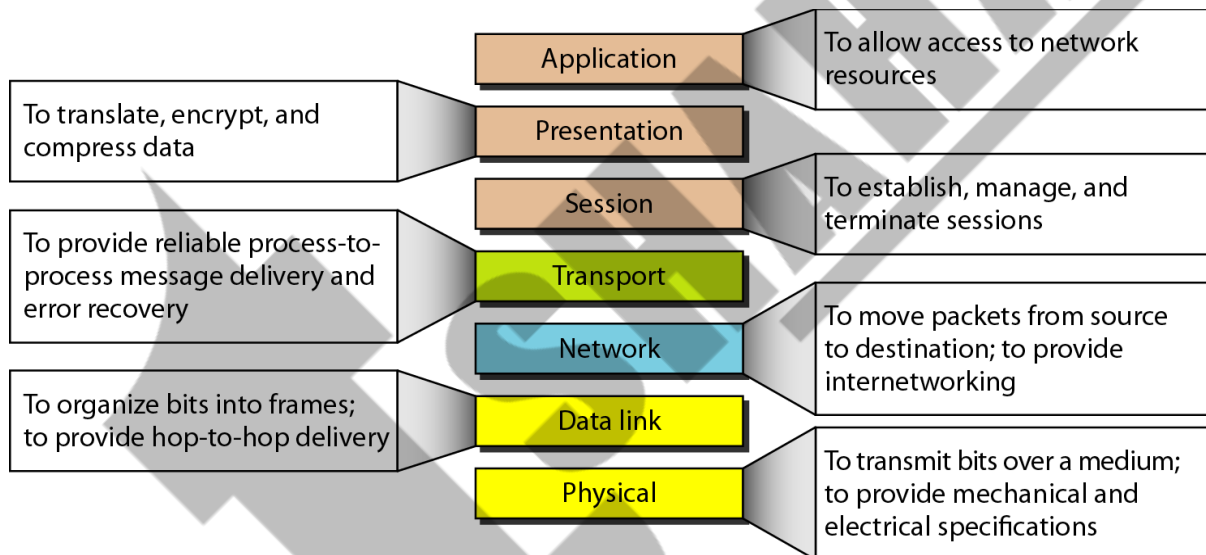 Application
To allow access to network
resources
To translate, encrypt, and
compress data
Presentation
Session
To establish, manage, and
terminate sessions
To provide reliable process-to-
process message delivery and
error recovery
Transport
Network
To move packets from source
to destination; to provide
internetworking
To organize bits into frames;
to provide hop-to-hop delivery
Data link
Physical
To transmit bits over a medium;
to provide mechanical and
electrical specifications